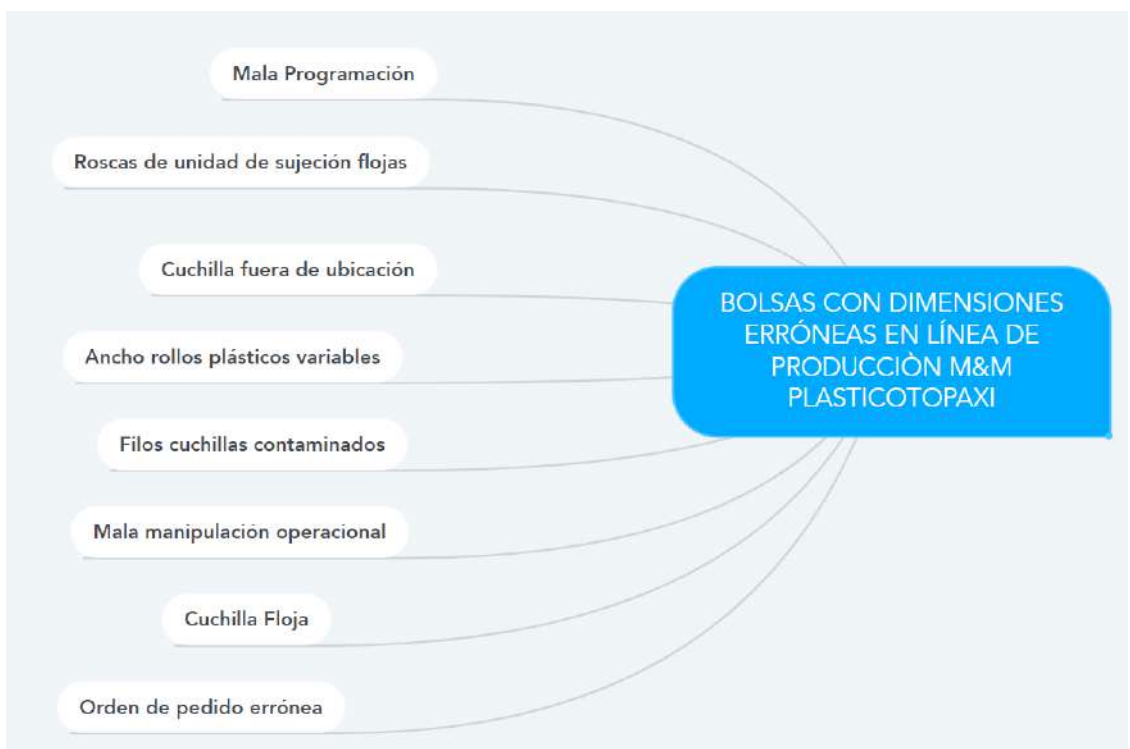 Mala Programación
Roscas de unidad de sujeción flojas
Cuchilla fuera de ubicación
Ancho rollos plásticos variables
Filos cuchillas contaminados
Mala manipulación operacional
Cuchilla Floja
Orden de pedido errónea
BOLSAS CON DIMENSIONES
ERRÓNEAS EN LÍNEA DE
PRODUCCIÒN M&M
PLASTICOTOPAXI